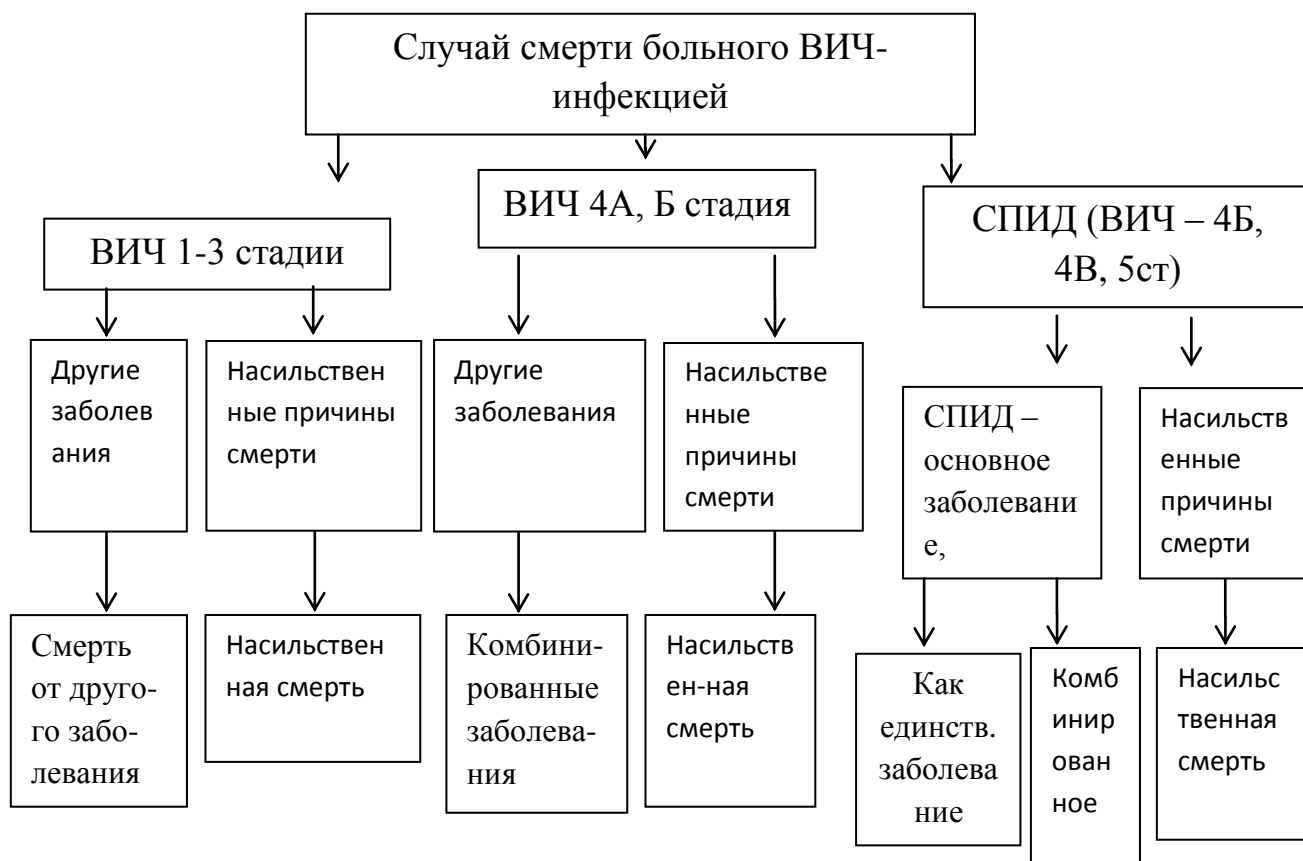 Случай смерти больного ВИЧ-
инфекцией
ВИЧ 1-3 стадии
ВИЧ 4А, Б стадия
СПИД (ВИЧ – 4Б,
4В, 5ст)
Другие
заболев
ания
Насильствен
ные причины
смерти
Другие
заболевания
Насильстве
нные
причины
смерти
СПИД –
основное
заболевани
е,
Насильств
енные
причины
смерти
Смерть
от друго-
го забо-
левания
Насильствен
ная смерть
Комбини-
рованные
заболева-
ния
Насильств
ен-ная
смерть
Как
единств.
заболева
ние
Комб
инир
ован
ное
Насильс
твенная
смерть